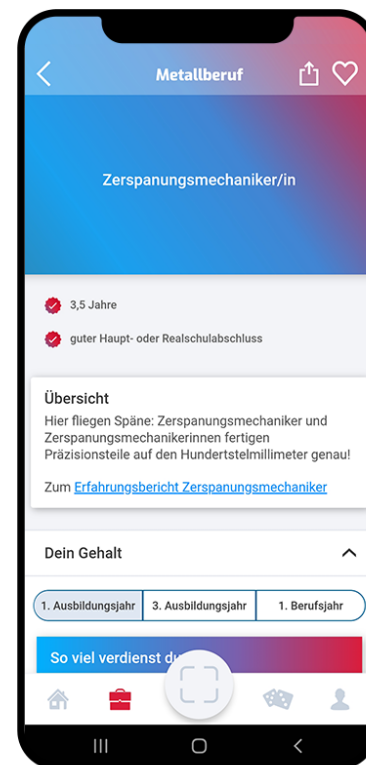 Metallberuf
Zerspanungsmechaniker/in
3,5 Jahre
guter Haupt- oder Realschulabschluss
Übersicht
Hier fliegen Späne: Zerspanungsmechaniker und
Zerspanungsmechanikerinnen fertigen
Präzisionsteile auf den Hundertstelmillimeter genau!
Zum Erfahrungsbericht Zerspanungsmechaniker
Dein Gehalt
1. Ausbildungsjahr 3. Ausbildungsjahr 1. Berufsjahr
So viel verdienst